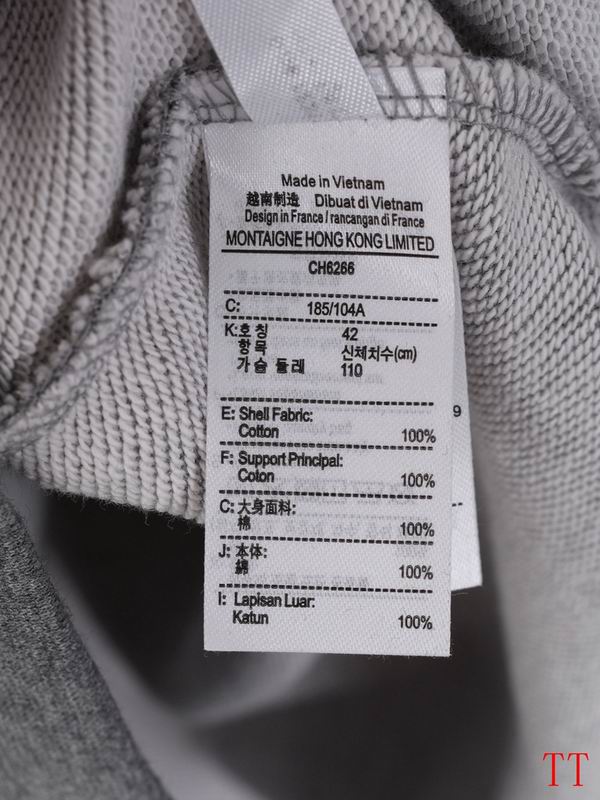 Made in Vietnam
越南制造 Dibuat di Vietnam
Design in France / rancangan di France
MONTAIGNE HONG KONG LIMITED
CH6266
C: 185/104A
K:호칭 42
항목 신체치수(cm)
가슴 둘레 110
E: Shell Fabric:
Cotton 100%
F: Support Principal:
Coton 100%
C:大身面料:
棉 100%
J:本体:
綿 100%
I: Lapisan Luar:
Katun 100%
9
TT